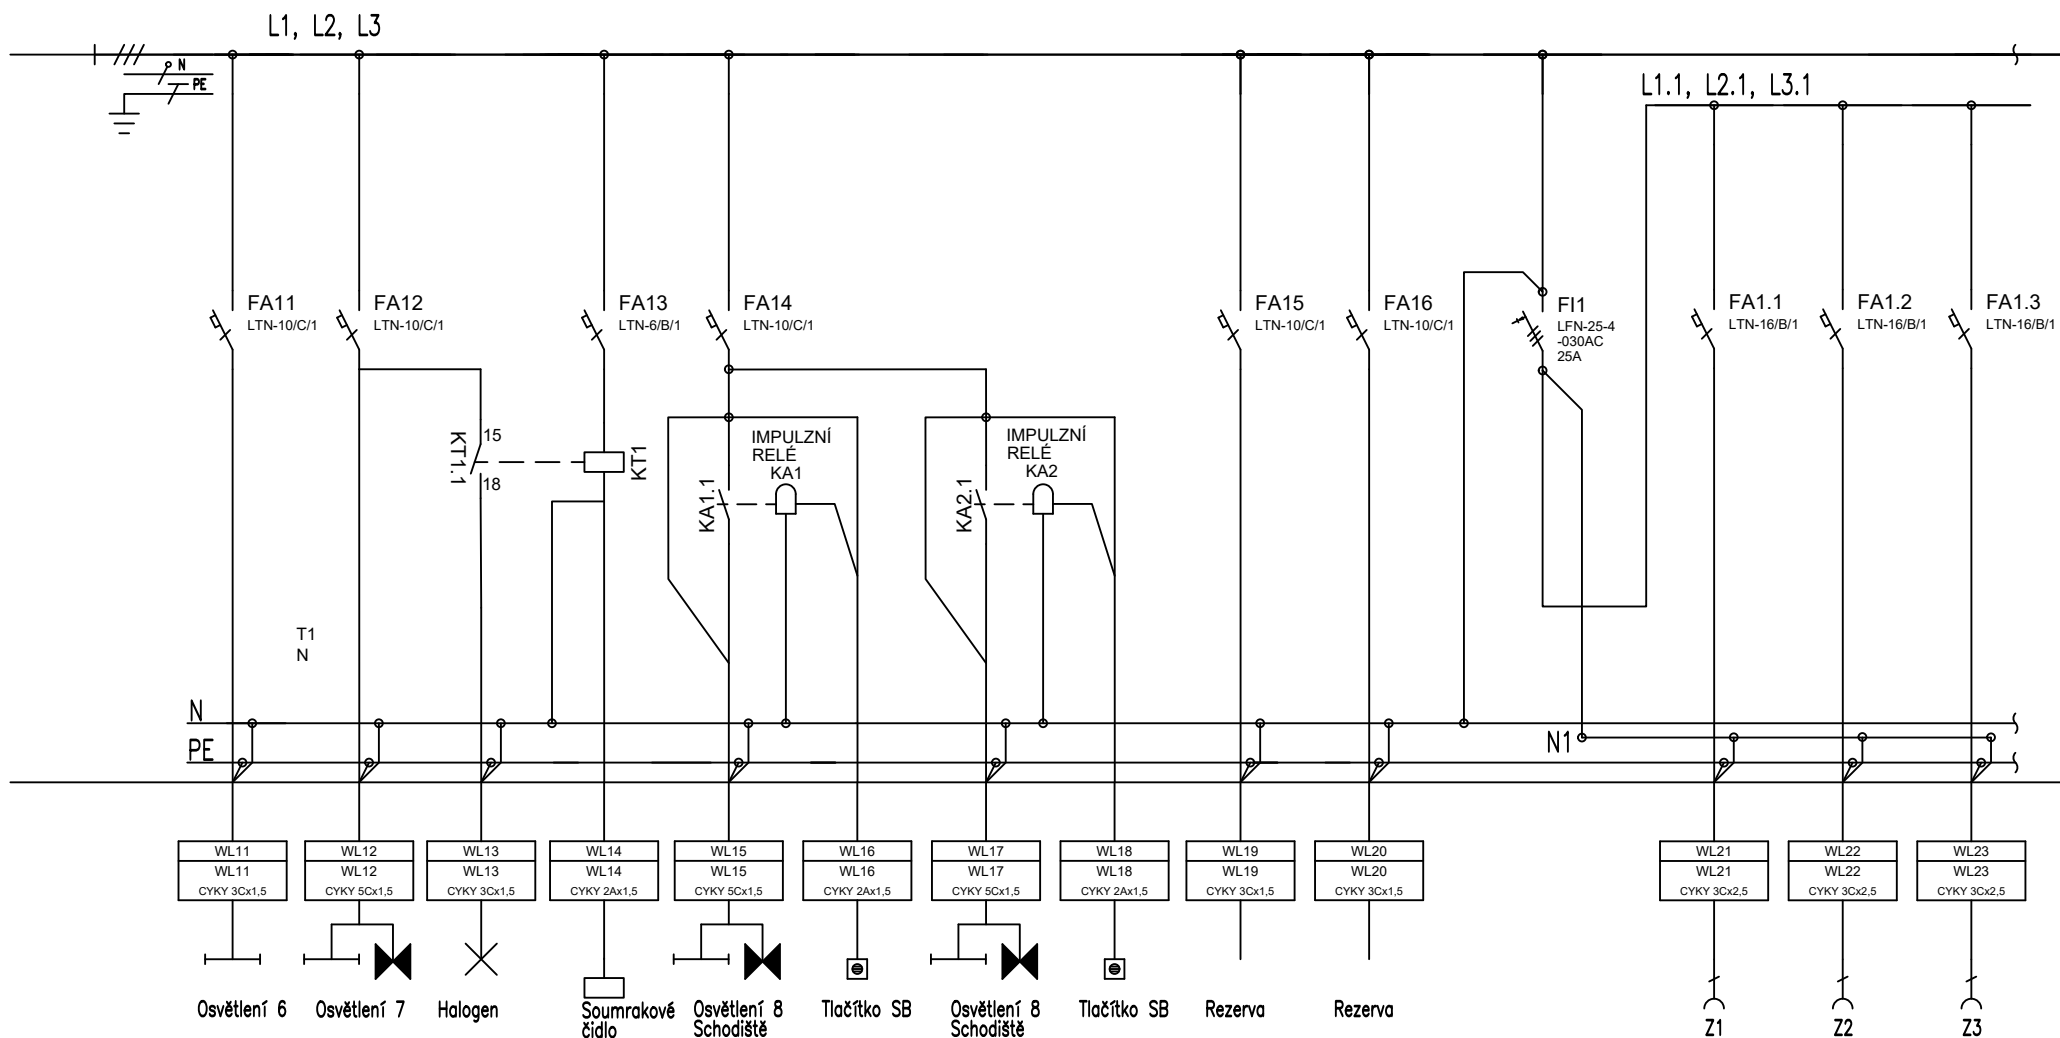 L1, L2, L3
N
PE
L1.1, L2.1, L3.1
FA11
LTN-10/C/1
FA12
LTN-10/C/1
FA13
LTN-6/B/1
FA14
LTN-10/C/1
FA15
LTN-10/C/1
FA16
LTN-10/C/1
FI1
LFN-25-4
-030AC
25A
FA1.1
LTN-16/B/1
FA1.2
LTN-16/B/1
FA1.3
LTN-16/B/1
KT1.1
15
18
KT1
IMPULZNÍ
RELÉ
KA1
KA1.1
IMPULZNÍ
RELÉ
KA2
KA2.1
T1
N
N
PE
N1
WL11
WL11
CYKY 3Cx1,5
WL12
WL12
CYKY 5Cx1,5
WL13
WL13
CYKY 3Cx1,5
WL14
WL14
CYKY 2Ax1,5
WL15
WL15
CYKY 5Cx1,5
WL16
WL16
CYKY 2Ax1,5
WL17
WL17
CYKY 5Cx1,5
WL18
WL18
CYKY 2Ax1,5
WL19
WL19
CYKY 3Cx1,5
WL20
WL20
CYKY 3Cx1,5
WL21
WL21
CYKY 3Cx2,5
WL22
WL22
CYKY 3Cx2,5
WL23
WL23
CYKY 3Cx2,5
Osvětlení 6
Osvětlení 7
Halogen
Soumrakové
čidlo
Osvětlení 8
Schodiště
Tlačítko SB
Osvětlení 8
Schodiště
Tlačítko SB
Rezerva
Rezerva
Z1
Z2
Z3